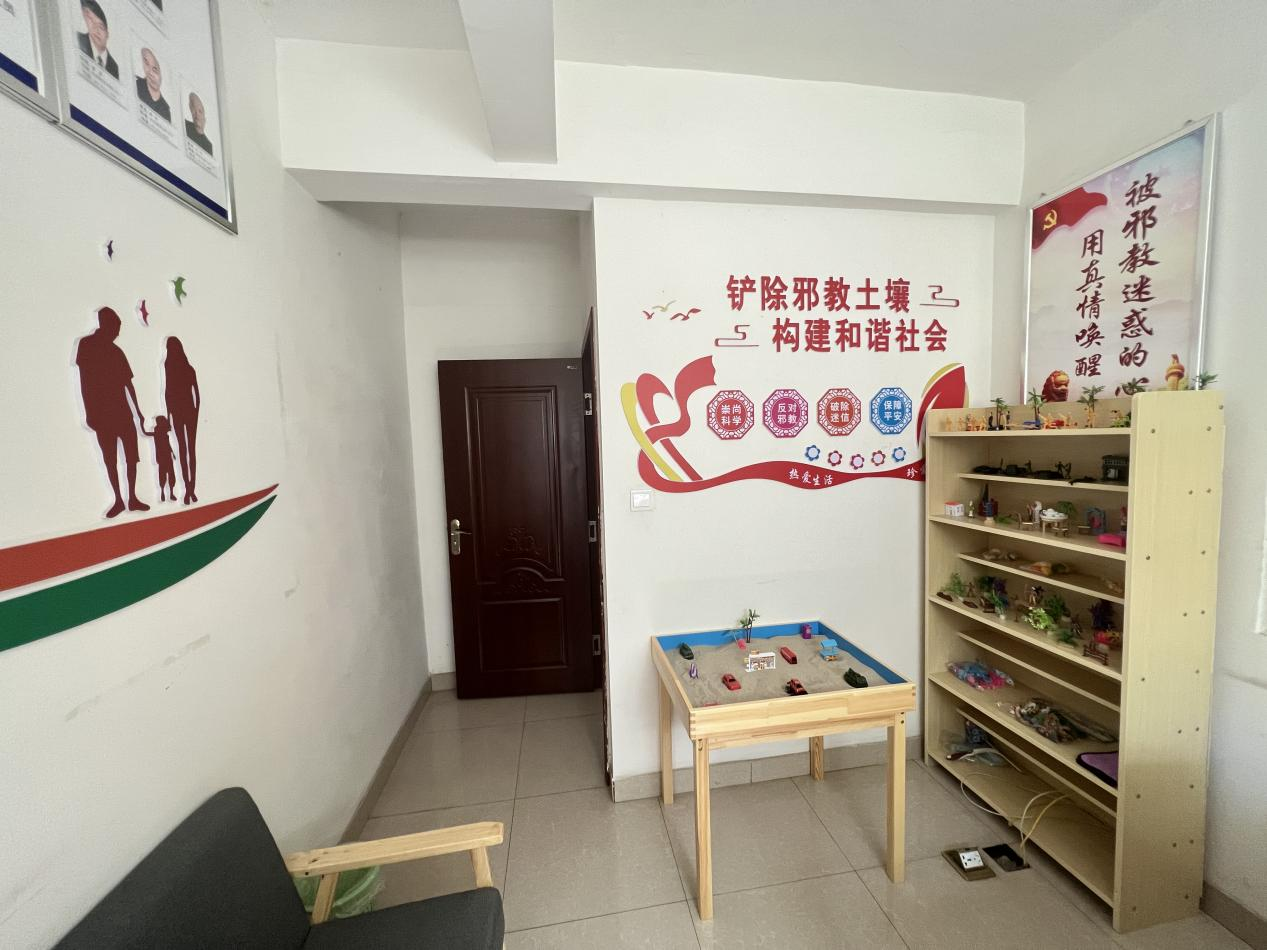 铲除邪教土壤
构建和谐社会
崇尚
科学
反对
邪教
破除
迷信
保障
平安
热爱生活
珍
被邪教迷惑的心
用真情唤醒